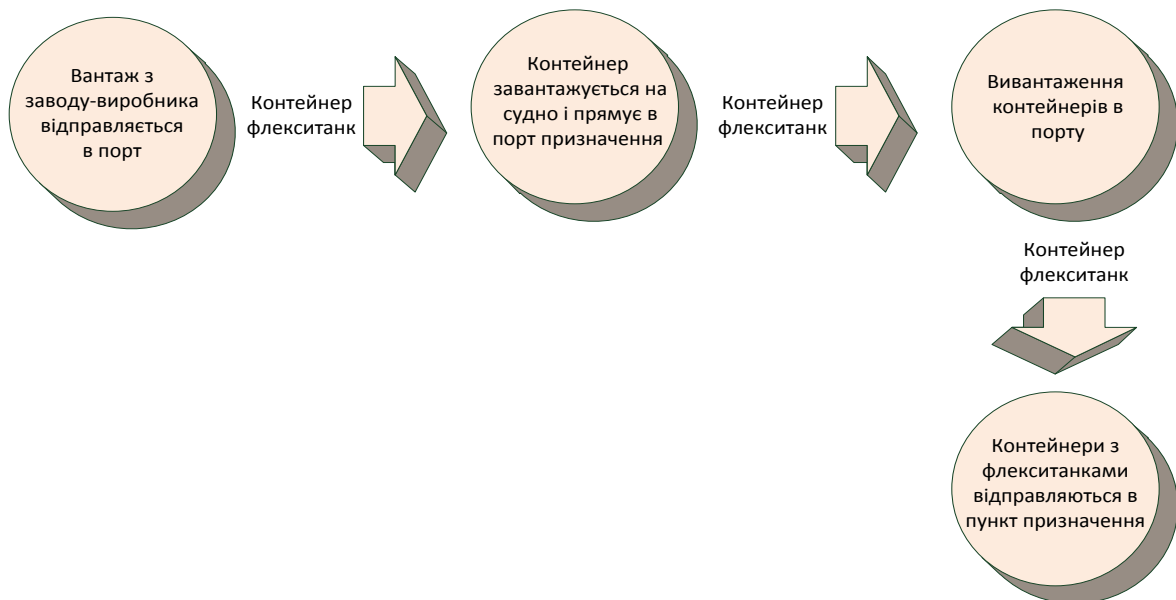 Вантаж з
заводу-виробника
відправляється
в порт
Контейнер
флекситанк
Контейнер
завантажується на
судно і прямує в
порт призначення
Контейнер
флекситанк
Вивантаження
контейнерів в
порту
Контейнер
флекситанк
Контейнери з
флекситанками
відправляються в
пункт призначення